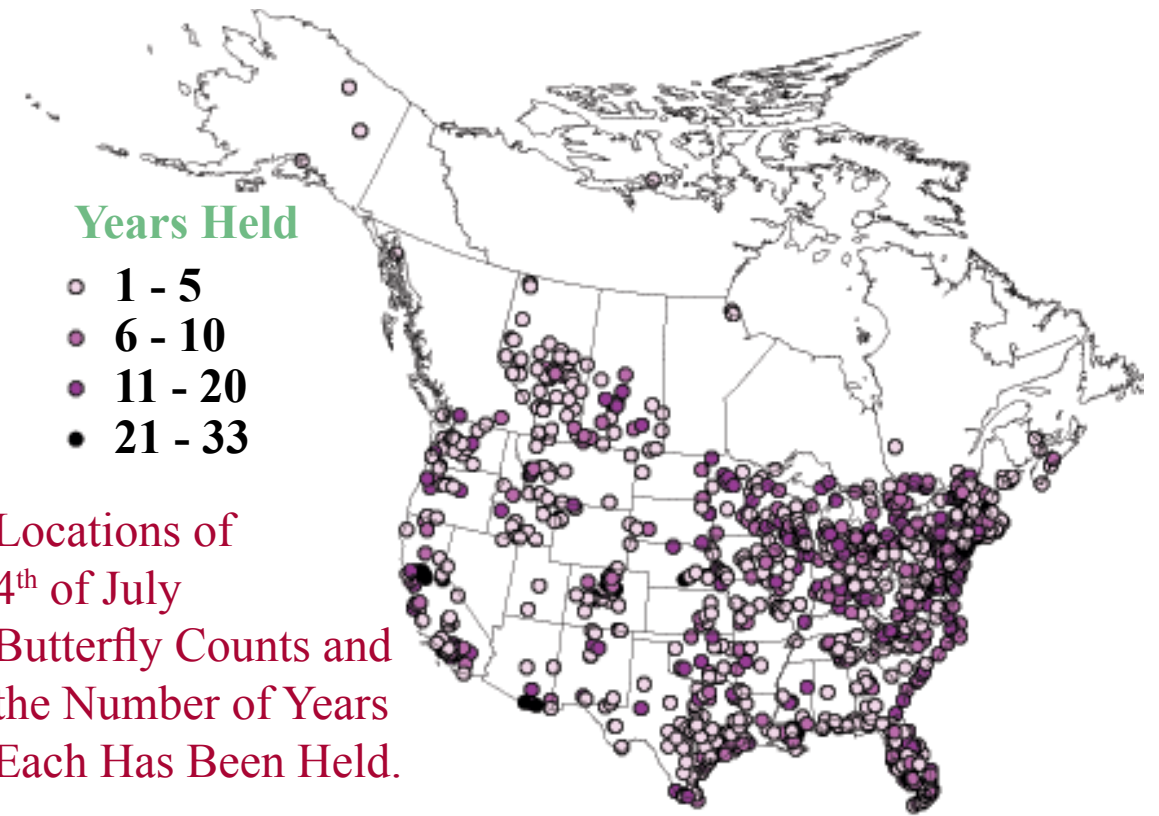 Years Held
1 - 5
6 - 10
11 - 20
21 - 33
Locations of
4th of July
Butterfly Counts and
the Number of Years
Each Has Been Held.